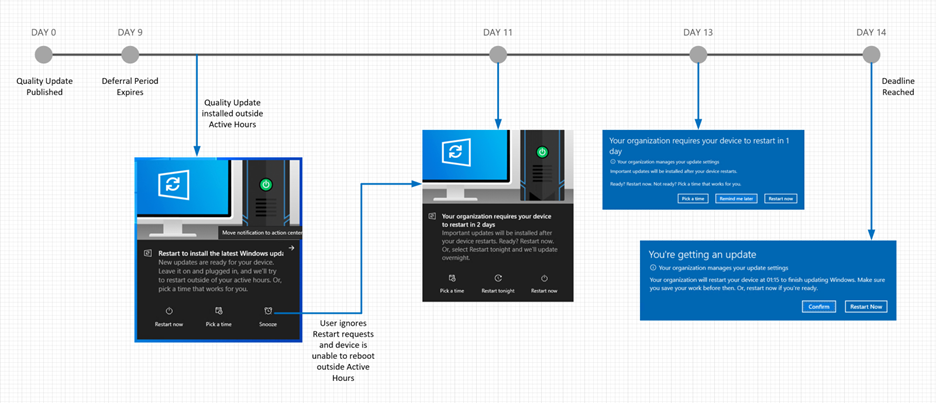 DAY 0
DAY 9
DAY 11
DAY 13
DAY 14
Quality Update
Published
Deferral Period
Expires
Deadline
Reached
Quality Update
installed outside
Active Hours
Move notification to action center
Restart to install the latest Windows upda
New updates are ready for your device.
Leave it on and plugged in, and we'll try
to restart outside of your active hours. Or,
pick a time that works for you.
Restart now
Pick a time
Snooze
User ignores
Restart requests
and device is
unable to reboot
outside Active
Hours
Your organization requires your device
to restart in 2 days
Important updates will be installed after
your device restarts. Ready? Restart now.
Or, select Restart tonight and we'll update
overnight.
Pick a time
Restart tonight
Restart now
Your organization requires your device to restart in 1
day
Your organization manages your update settings
Important updates will be installed after your device restarts.
Ready? Restart now. Not ready? Pick a time that works for you.
Pick a time
Remind me later
Restart now
You're getting an update
Your organization manages your update settings
Your organization will restart your device at 01:15 to finish updating Windows. Make sure
you save your work before then. Or, restart now if you're ready.
Confirm
Restart Now